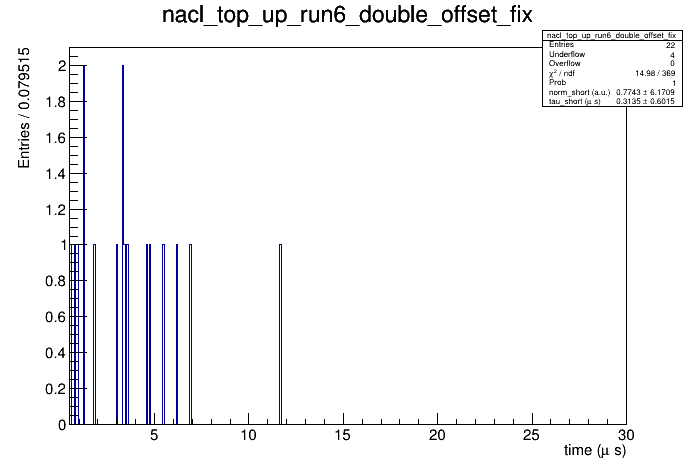 nacl_top_up_run6_double_offset_fix
nacl_top_up_run6_double_offset_fix
Entries 22
Underflow 4
Overflow 0
χ² / ndf 14.98 / 369
Prob 1
norm_short (a.u.) 0.7743 ± 6.1709
tau_short (μ s) 0.3135 ± 0.6015
Entries / 0.079515
2
1.8
1.6
1.4
1.2
1
0.8
0.6
0.4
0.2
0
5 10 15 20 25 30
time (μ s)